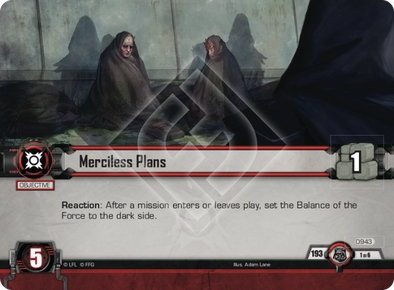 Merciless Plans
1
OBJECTIVE
Reaction: After a mission enters or leaves play, set the Balance of the
Force to the dark side.
0943
193
1 of 6
5
© LFL © FFG
Illus. Adam Lane